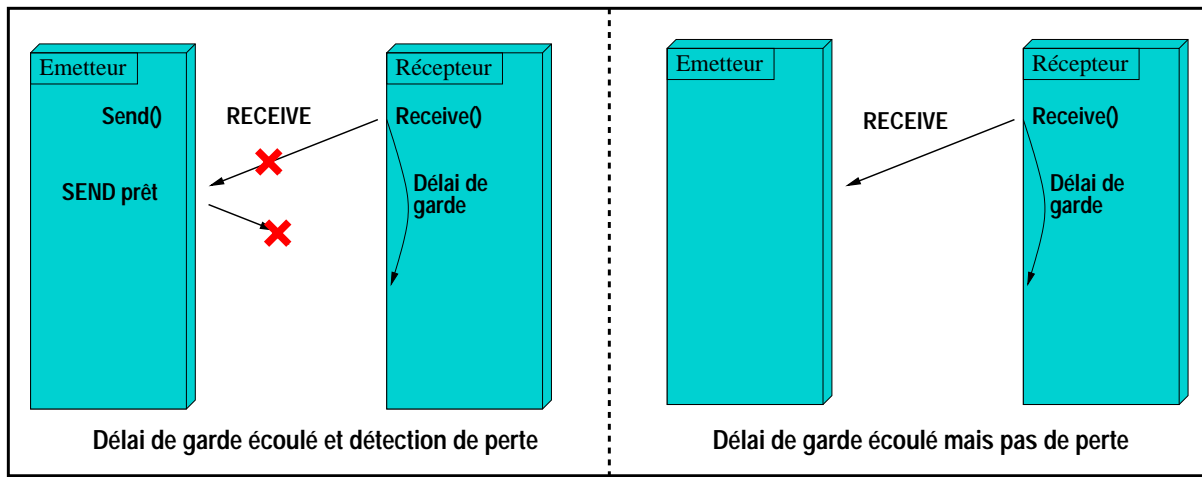 Emetteur
Récepteur
Send()
RECEIVE
Receive()
SEND prêt
Délai de
garde
Délai de garde écoulé et détection de perte
Emetteur
Récepteur
RECEIVE
Receive()
Délai de
garde
Délai de garde écoulé mais pas de perte